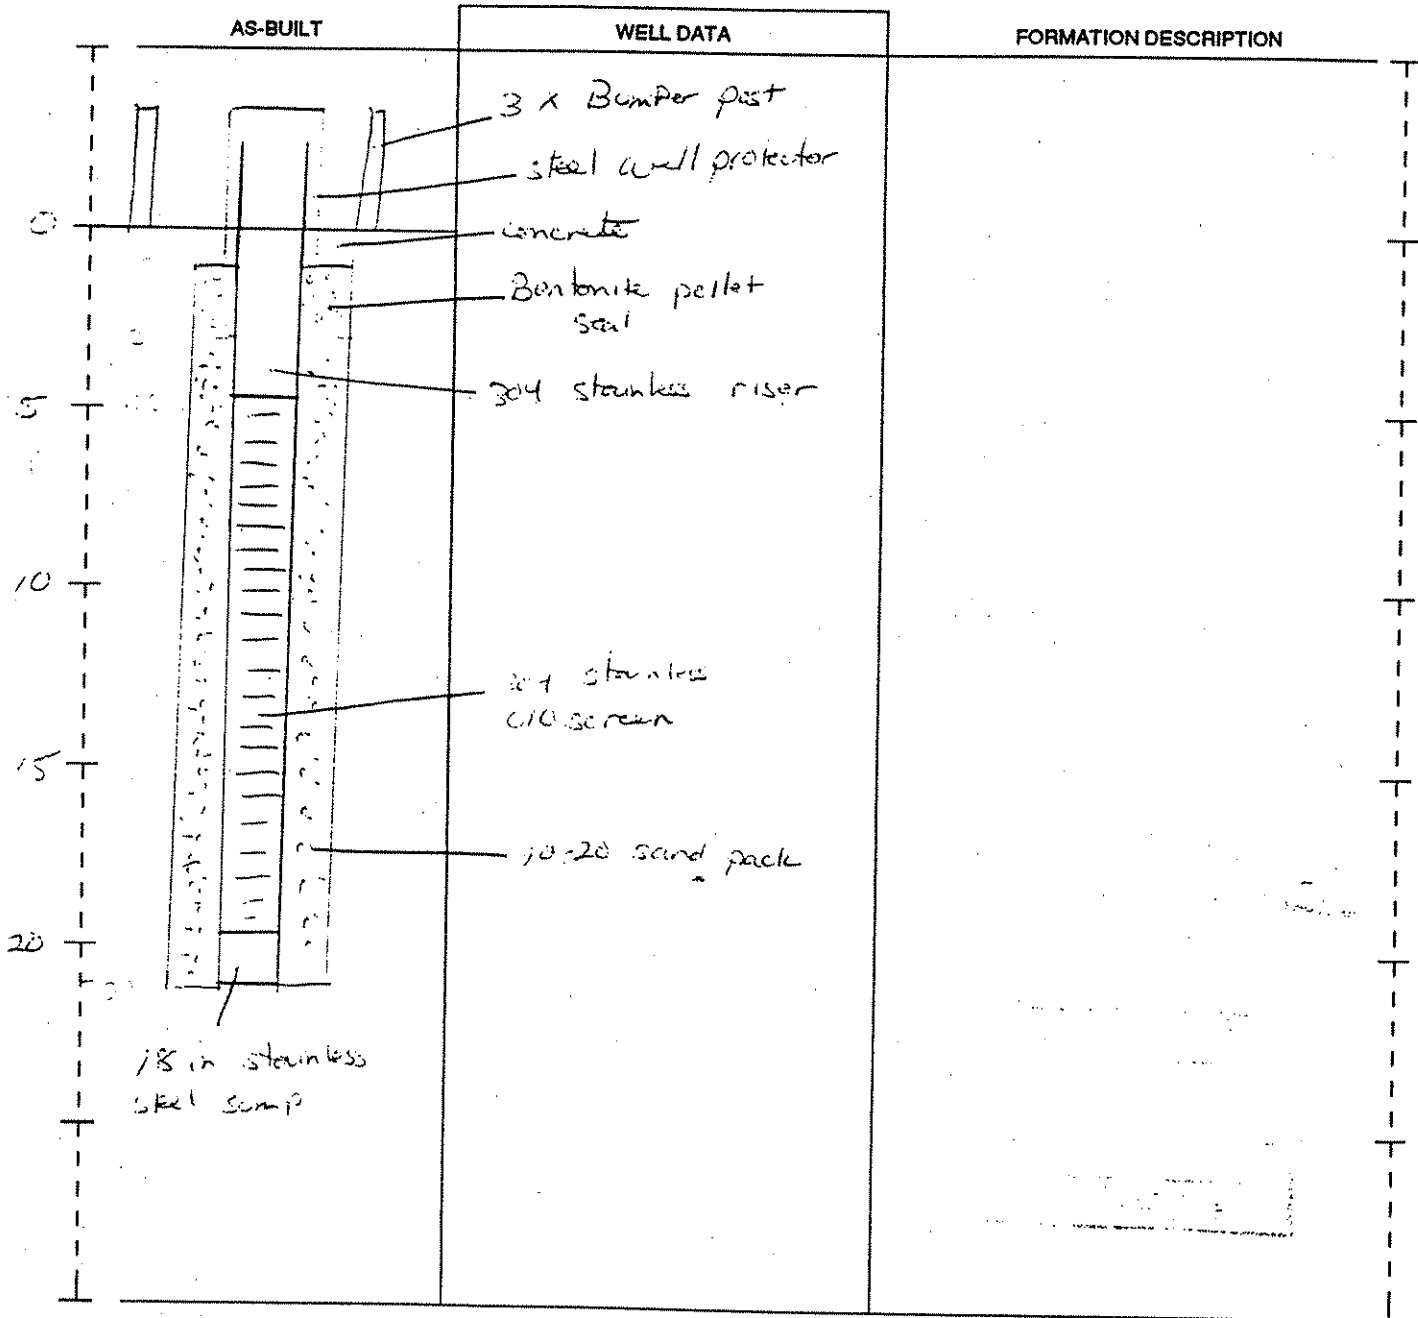 AS-BUILT
WELL DATA
FORMATION DESCRIPTION
3 x Bumper post
steel well protector
concrete
0
Bentonite pellet
seal
304 stainless riser
5
10
304 stainless
010 screen
15
10-20 sand pack
20
18 in stainless
steel sump